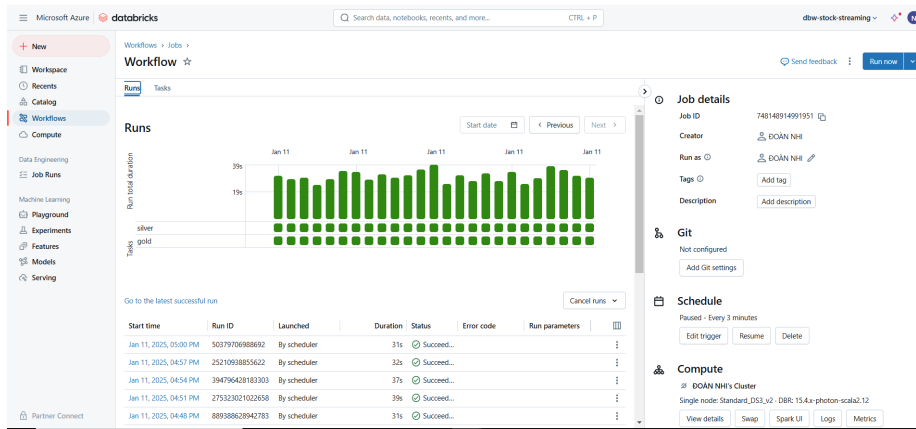 Microsoft Azure databricks Search data, notebooks, recents, and more... CTRL + P dbw-stock-streaming N
New
Workspace
Recents
Catalog
Workflows
Compute
Data Engineering
Job Runs
Machine Learning
Playground
Experiments
Features
Models
Serving
Partner Connect
Workflows > Jobs >
Workflow
Send feedback Run now
Runs Tasks
Runs
Start date Previous Next
Jan 11 Jan 11 Jan 11 Jan 11 Jan 11
Run total duration
39s
19s
Tasks
silver
gold
Go to the latest successful run
Cancel runs
Start time Run ID Launched Duration Status Error code Run parameters
Jan 11, 2025, 05:00 PM 50379706988692 By scheduler 31s Succeed...
Jan 11, 2025, 04:57 PM 25210938855622 By scheduler 32s Succeed...
Jan 11, 2025, 04:54 PM 394796428183303 By scheduler 37s Succeed...
Jan 11, 2025, 04:51 PM 275323021022658 By scheduler 39s Succeed...
Jan 11, 2025, 04:48 PM 889388628942783 By scheduler 31s Succeed...
Job details
Job ID 748148914991951
Creator ĐOÀN NHI
Run as ĐOÀN NHI
Tags Add tag
Description Add description
Git
Not configured
Add Git settings
Schedule
Paused - Every 3 minutes
Edit trigger Resume Delete
Compute
ĐOÀN NHI's Cluster
Single node: Standard_DS3_v2 · DBR: 15.4.x-photon-scala2.12
View details Swap Spark UI Logs Metrics